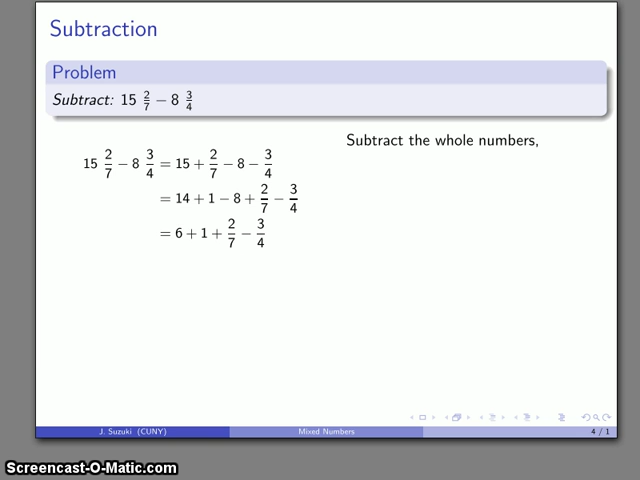 Subtraction
Problem
Subtract: 15 2/7 − 8 3/4
Subtract the whole numbers,
15 2/7 − 8 3/4 = 15 + 2/7 − 8 − 3/4
= 14 + 1 − 8 + 2/7 − 3/4
= 6 + 1 + 2/7 − 3/4
J. Suzuki (CUNY)
Mixed Numbers
4 / 1
Screencast-O-Matic.com